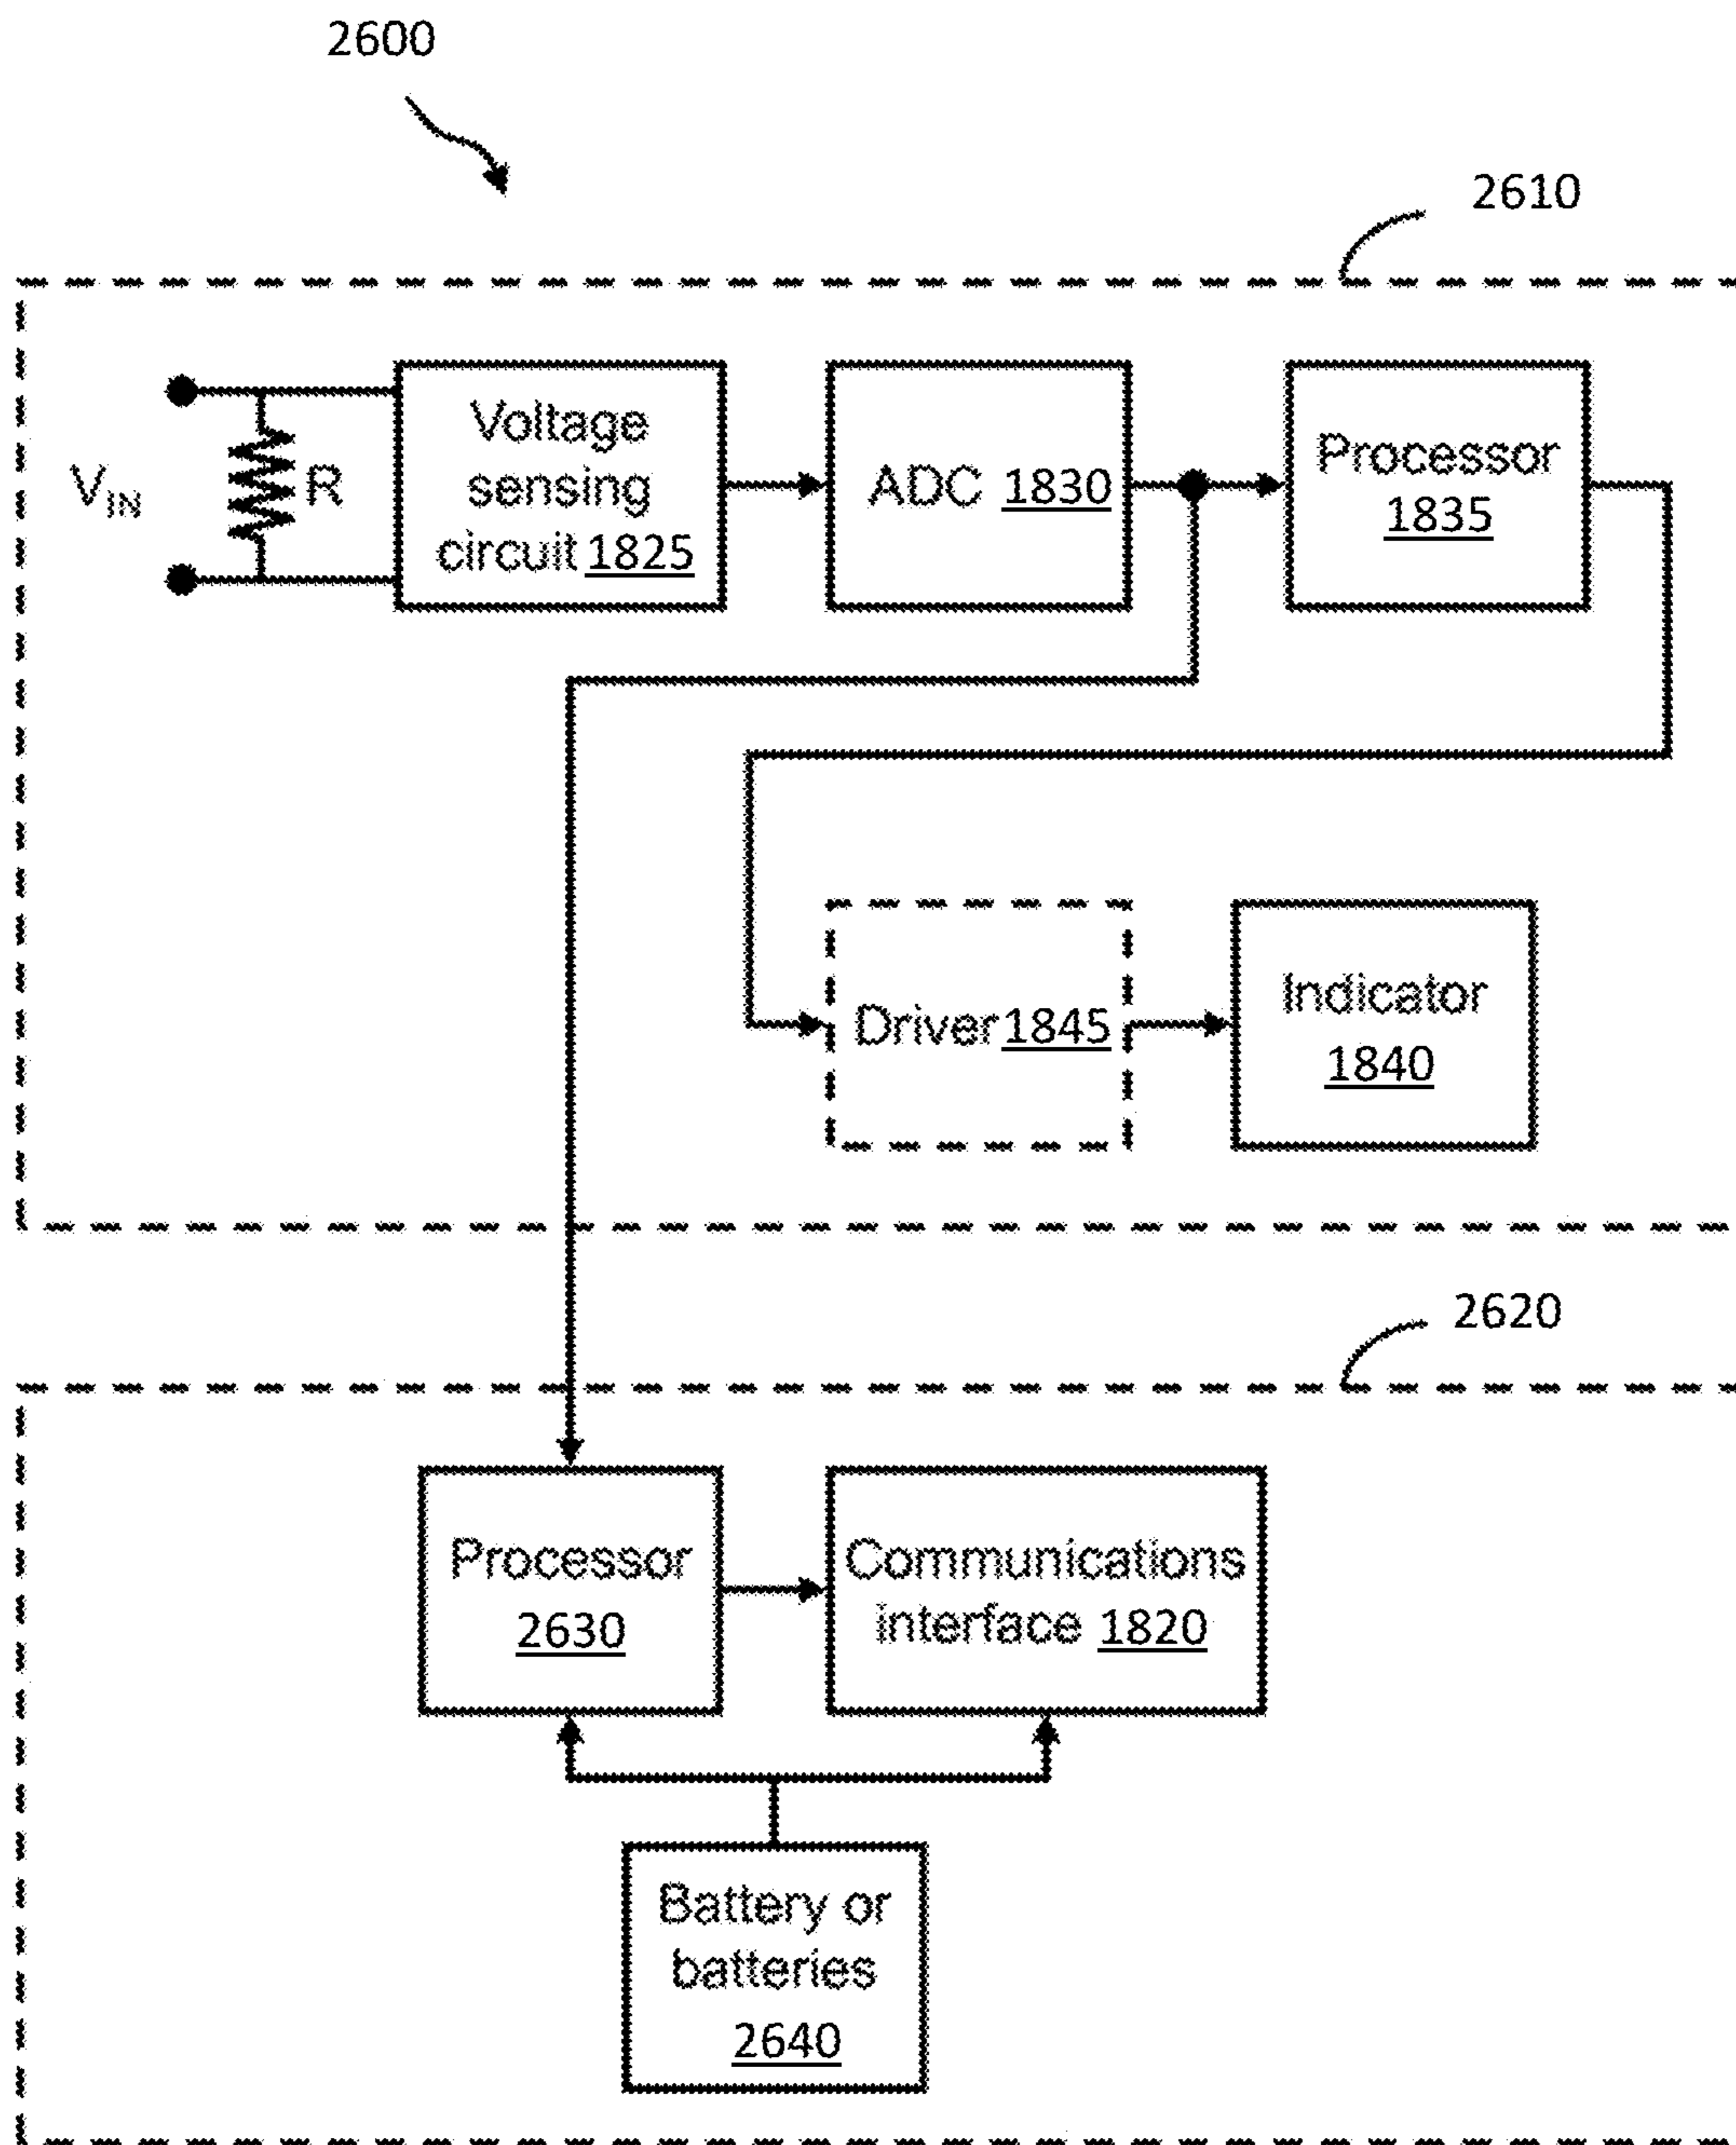 2600
2610
Voltage
sensing
circuit 1825
V_IN
R
ADC 1830
Processor
1835
Driver 1845
Indicator
1840
2620
Processor
2630
Communications
interface 1820
Battery or
batteries
2640